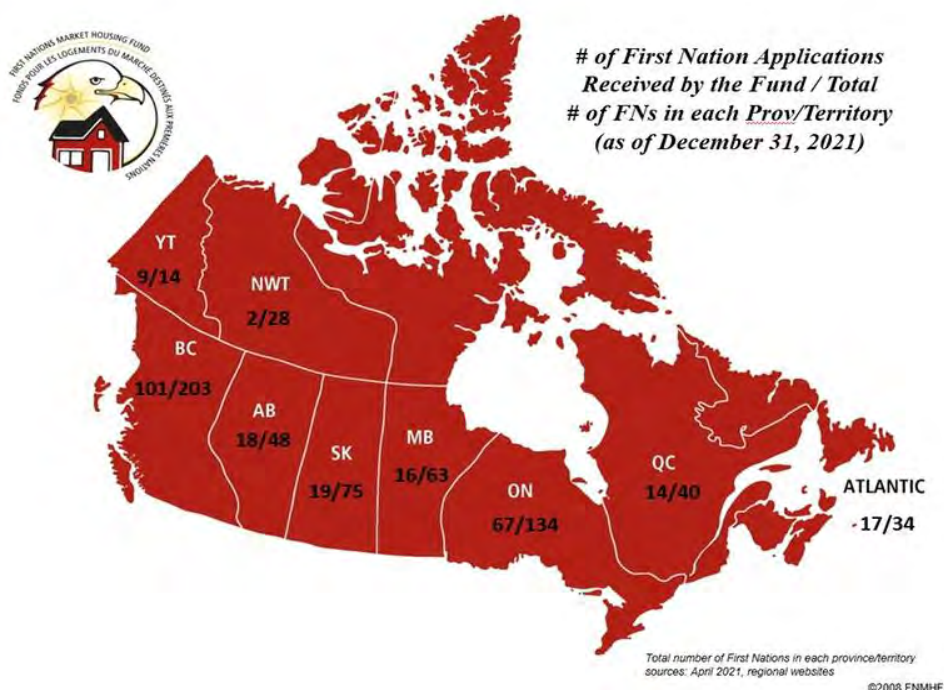 FIRST NATIONS MARKET HOUSING FUND
FONDS POUR LES LOGEMENTS DU MARCHÉ DESTINÉS AUX PREMIÈRES NATIONS
# of First Nation Applications
Received by the Fund / Total
# of FNs in each Prov/Territory
(as of December 31, 2021)
YT
9/14
NWT
2/28
BC
101/203
AB
18/48
SK
19/75
MB
16/63
ON
67/134
QC
14/40
ATLANTIC
17/34
Total number of First Nations in each province/territory
sources: April 2021, regional websites
©2008 FNMHF